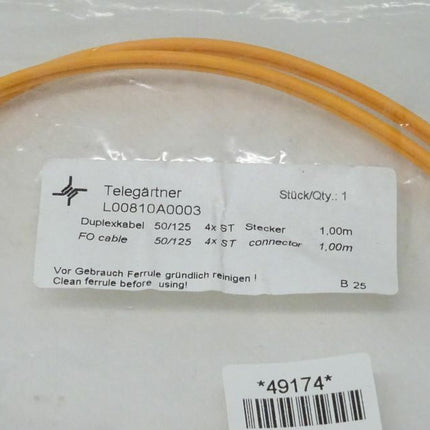 Telegärtner
Stück/Qty.: 1
L00810A0003
Duplexkabel 50/125 4x ST Stecker 1,00m
FO cable 50/125 4x ST connector 1,00m
Vor Gebrauch Ferrule gründlich reinigen !
Clean ferrule before using!
B 25
*49174*